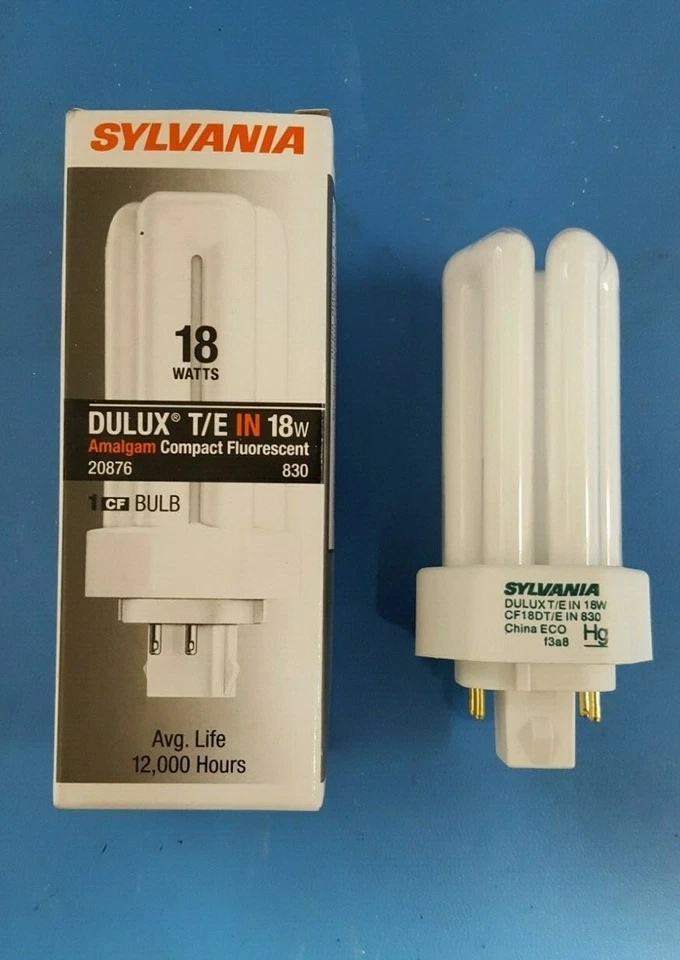 SYLVANIA
18
WATTS
DULUX® T/E IN 18W
Amalgam Compact Fluorescent
20876 830
1 CF BULB
Avg. Life
12,000 Hours
SYLVANIA
DULUX T/E IN 18W
CF18DT/E IN 830
China ECO Hg
13a8